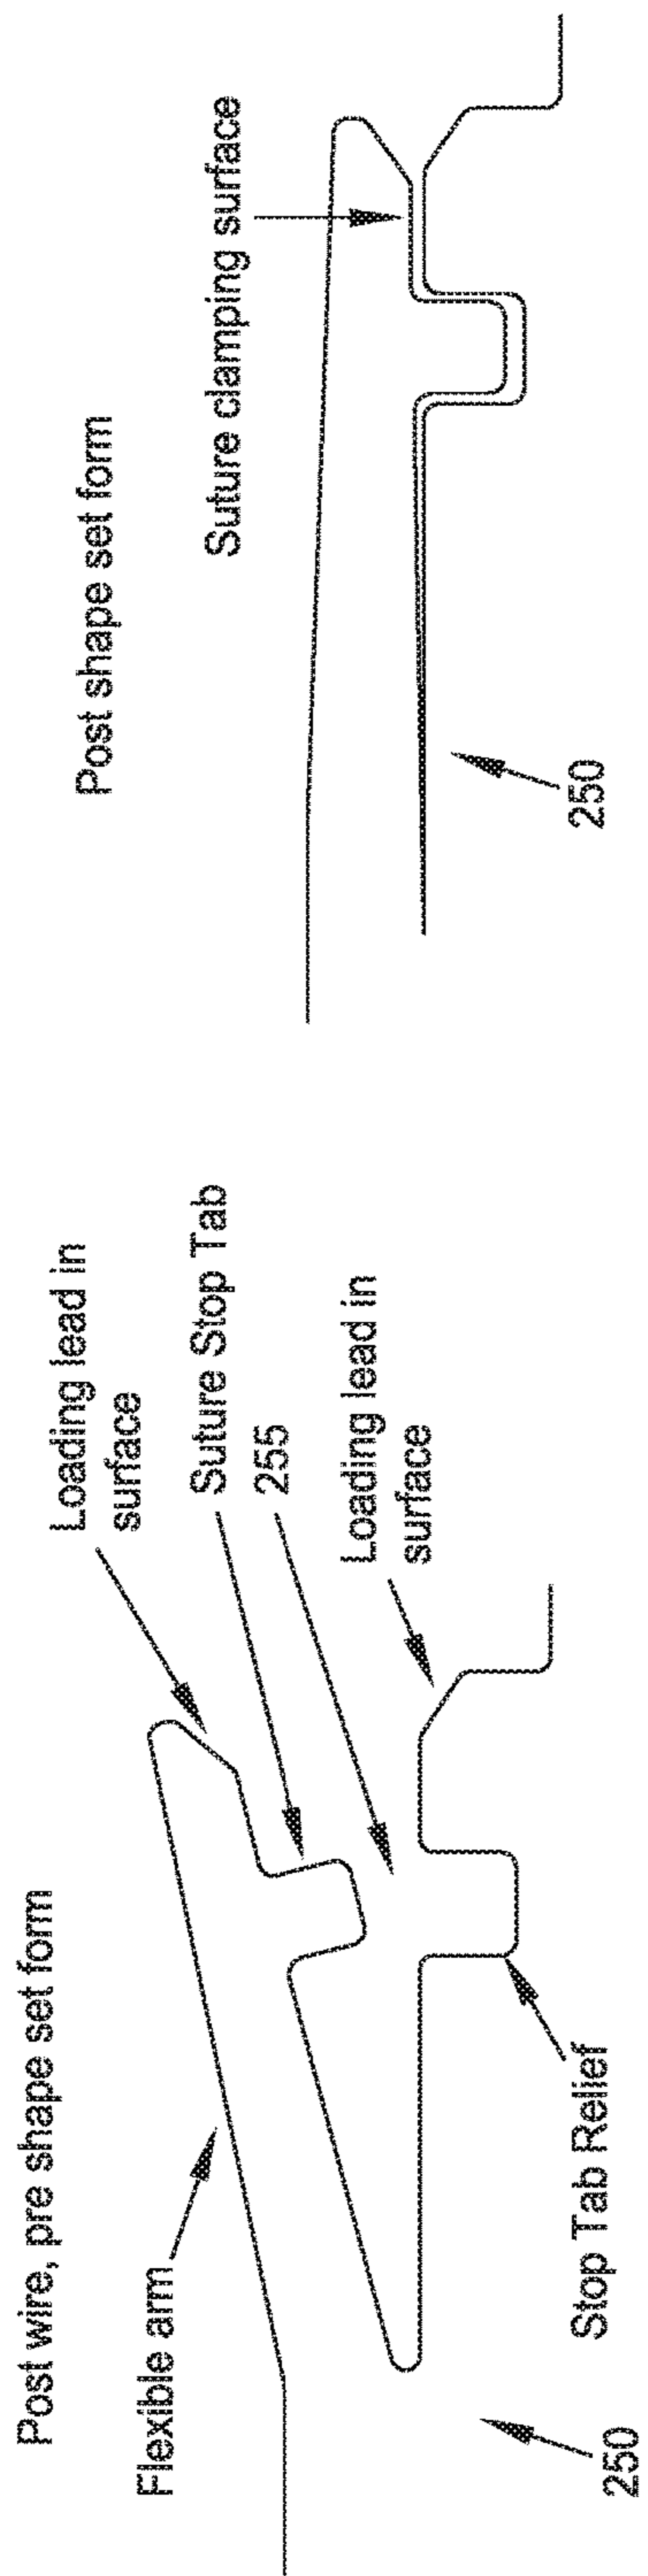 Post wire, pre shape set form
Flexible arm
Loading lead in
surface
Suture Stop Tab
255
Loading lead in
surface
Stop Tab Relief
250
Post shape set form
Suture clamping surface
250